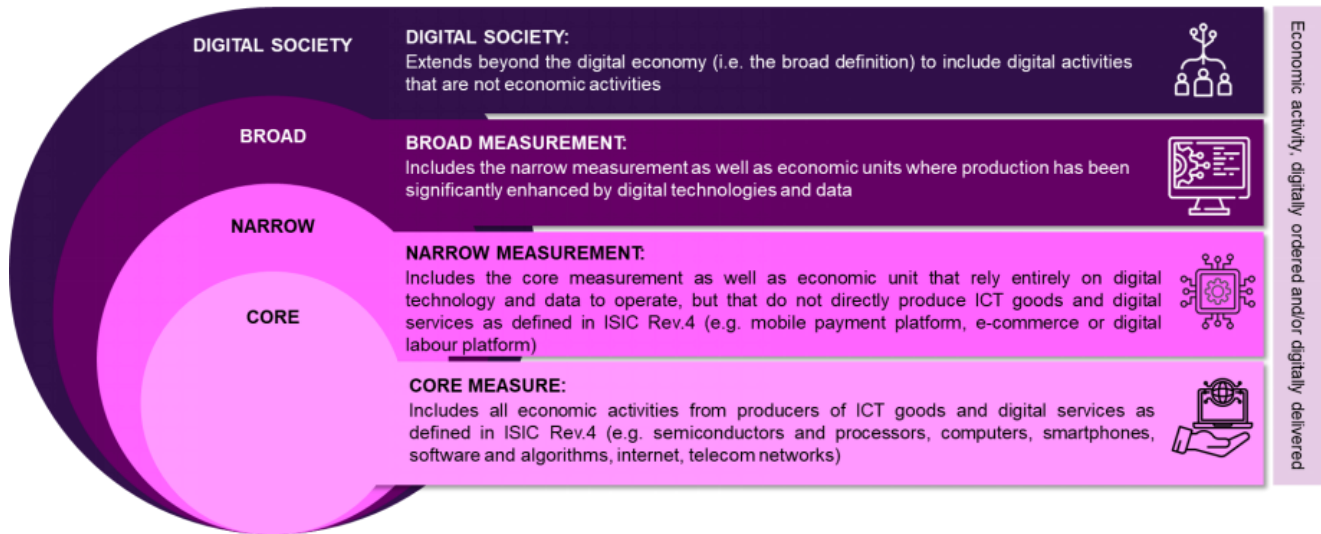 DIGITAL SOCIETY
DIGITAL SOCIETY:
Extends beyond the digital economy (i.e. the broad definition) to include digital activities
that are not economic activities
BROAD
BROAD MEASUREMENT:
Includes the narrow measurement as well as economic units where production has been
significantly enhanced by digital technologies and data
NARROW
NARROW MEASUREMENT:
Includes the core measurement as well as economic unit that rely entirely on digital
technology and data to operate, but that do not directly produce ICT goods and digital
services as defined in ISIC Rev.4 (e.g. mobile payment platform, e-commerce or digital
labour platform)
CORE
CORE MEASURE:
Includes all economic activities from producers of ICT goods and digital services as
defined in ISIC Rev.4 (e.g. semiconductors and processors, computers, smartphones,
software and algorithms, internet, telecom networks)
Economic activity, digitally ordered and/or digitally delivered